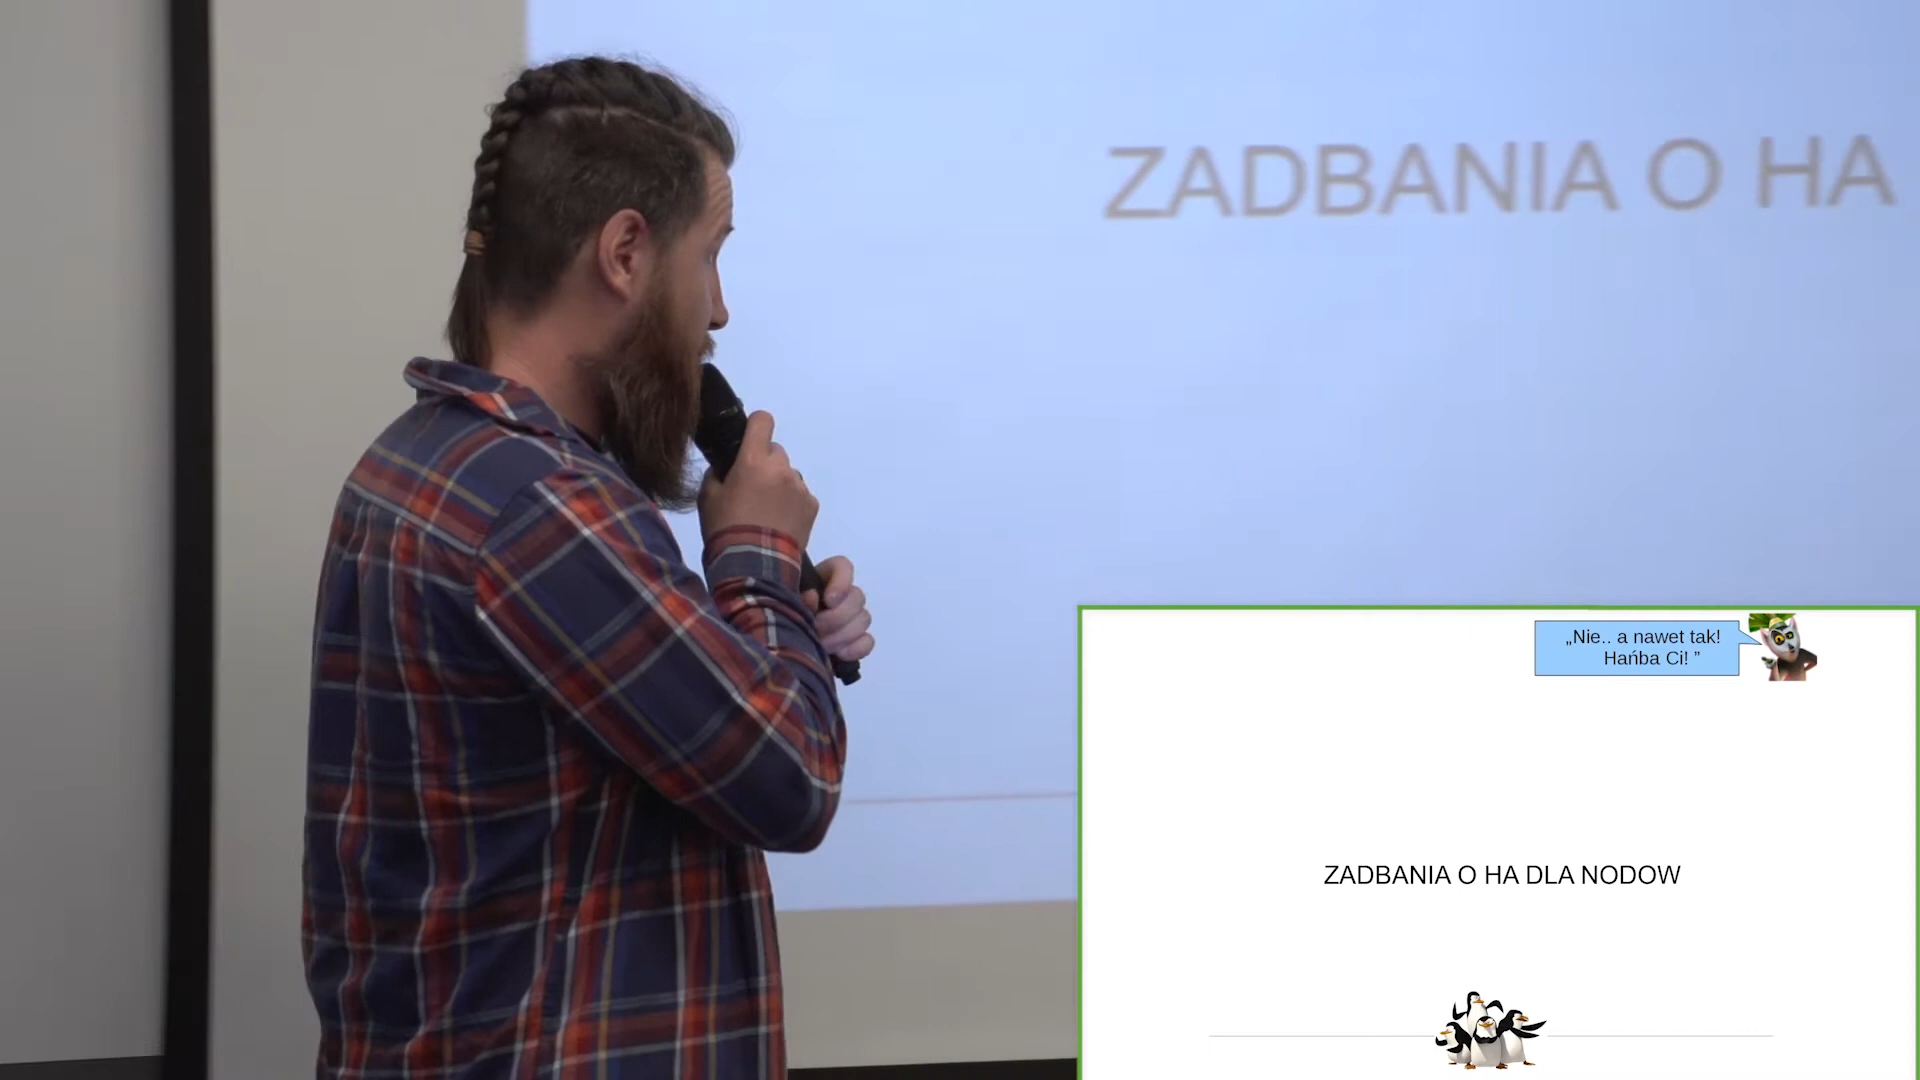 ZADBANIA O HA
„Nie.. a nawet tak!
Hańba Ci! ”
ZADBANIA O HA DLA NODOW